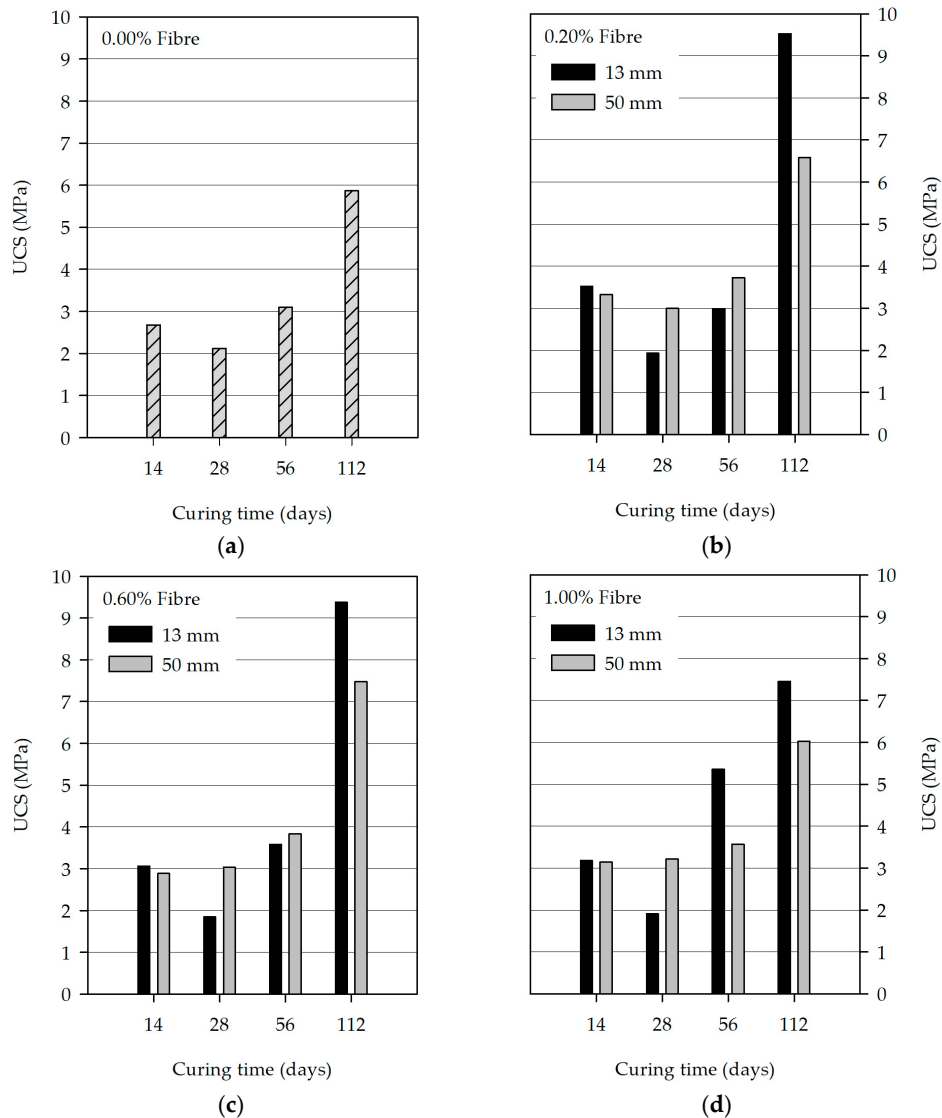 10
0.00% Fibre
9
8
7
6
5
4
3
2
1
0
UCS (MPa)
14 28 56 112
Curing time (days)
(a)
0.20% Fibre
13 mm
50 mm
10
9
8
7
6
5
4
3
2
1
0
UCS (MPa)
14 28 56 112
Curing time (days)
(b)
10
0.60% Fibre
9
13 mm
8
50 mm
7
6
5
4
3
2
1
0
UCS (MPa)
14 28 56 112
Curing time (days)
(c)
1.00% Fibre
13 mm
50 mm
10
9
8
7
6
5
4
3
2
1
0
UCS (MPa)
14 28 56 112
Curing time (days)
(d)